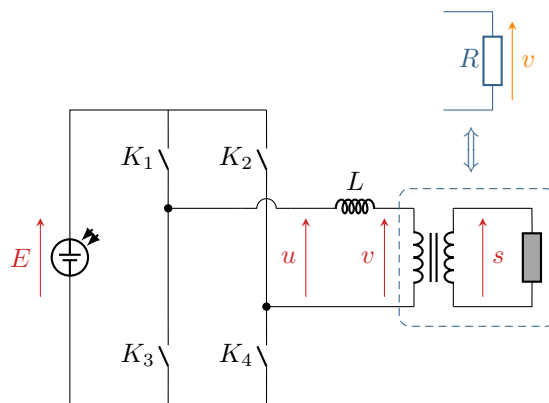 R v
K₁ K₂
L
E u v s
K₃ K₄